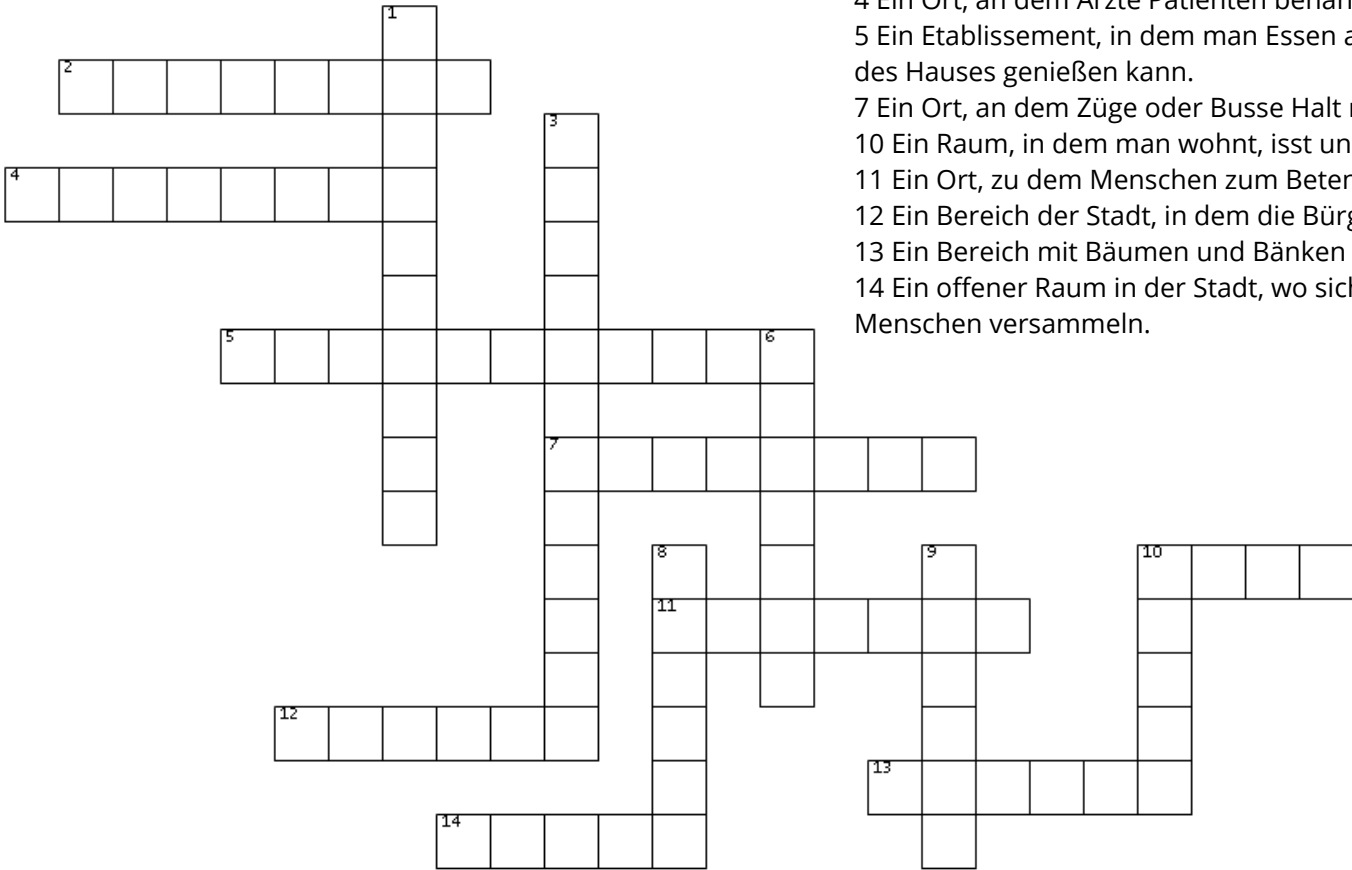 4 Ein Ort, an dem Ärzte Patienten behan
5 Ein Etablissement, in dem man Essen a
des Hauses genießen kann.
7 Ein Ort, an dem Züge oder Busse Halt
10 Ein Raum, in dem man wohnt, isst un
11 Ein Ort, zu dem Menschen zum Beten
12 Ein Bereich der Stadt, in dem die Bürg
13 Ein Bereich mit Bäumen und Bänken
14 Ein offener Raum in der Stadt, wo sich
Menschen versammeln.
1
2
3
4
5 6
7
8 9 10
11
12
13
14